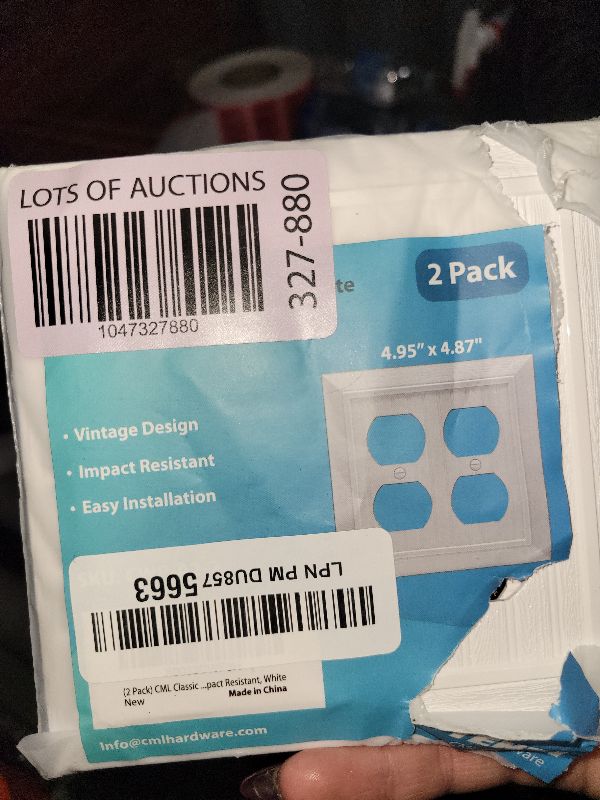 LOTS OF AUCTIONS
327-880
1047327880
te
2 Pack
4.95" x 4.87"
• Vintage Design
• Impact Resistant
• Easy Installation
LPN PM DU857 5663
(2 Pack) CML Classic ...pact Resistant, White
New
Made in China
Info@cmlhardware.com